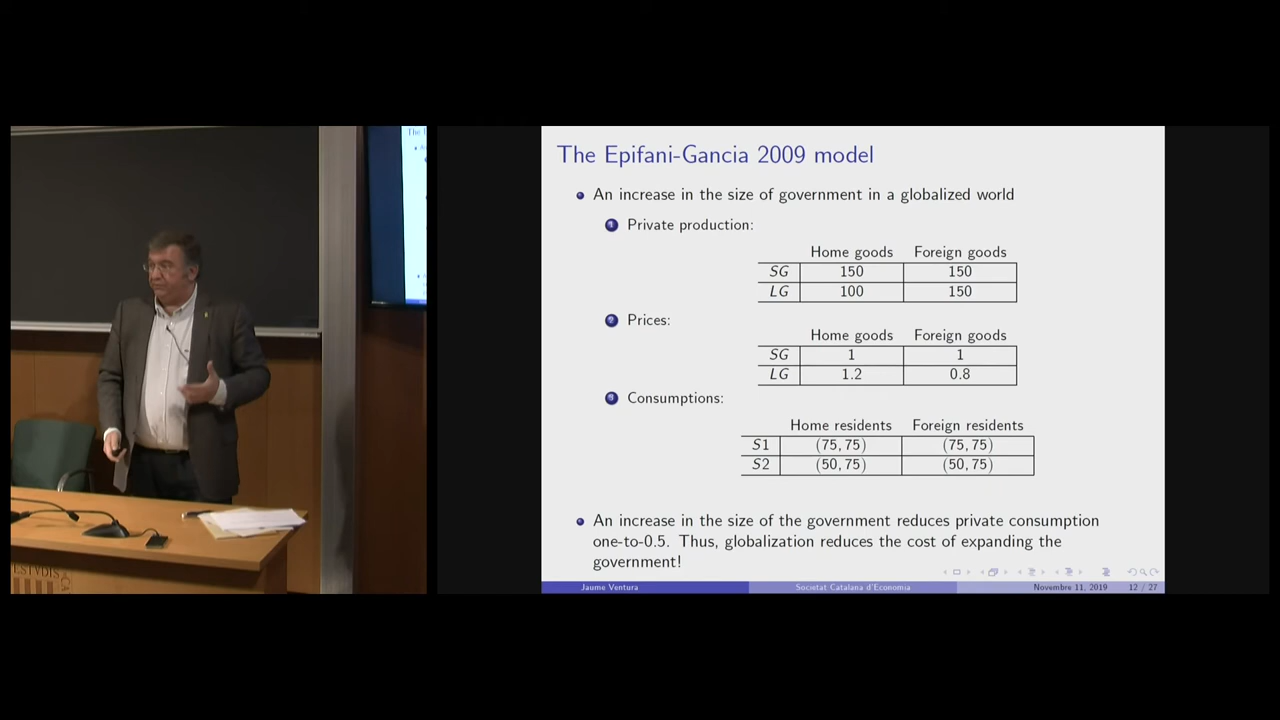 The Epifani-Gancia 2009 model
An increase in the size of government in a globalized world
1 Private production:
Home goods Foreign goods
SG 150 150
LG 100 150
2 Prices:
Home goods Foreign goods
SG 1 1
LG 1.2 0.8
3 Consumptions:
Home residents Foreign residents
S1 (75, 75) (75, 75)
S2 (50, 75) (50, 75)
An increase in the size of the government reduces private consumption
one-to-0.5. Thus, globalization reduces the cost of expanding the
government!
Jaume Ventura Societat Catalana d'Economia Novembre 11, 2019 12 / 27
The E